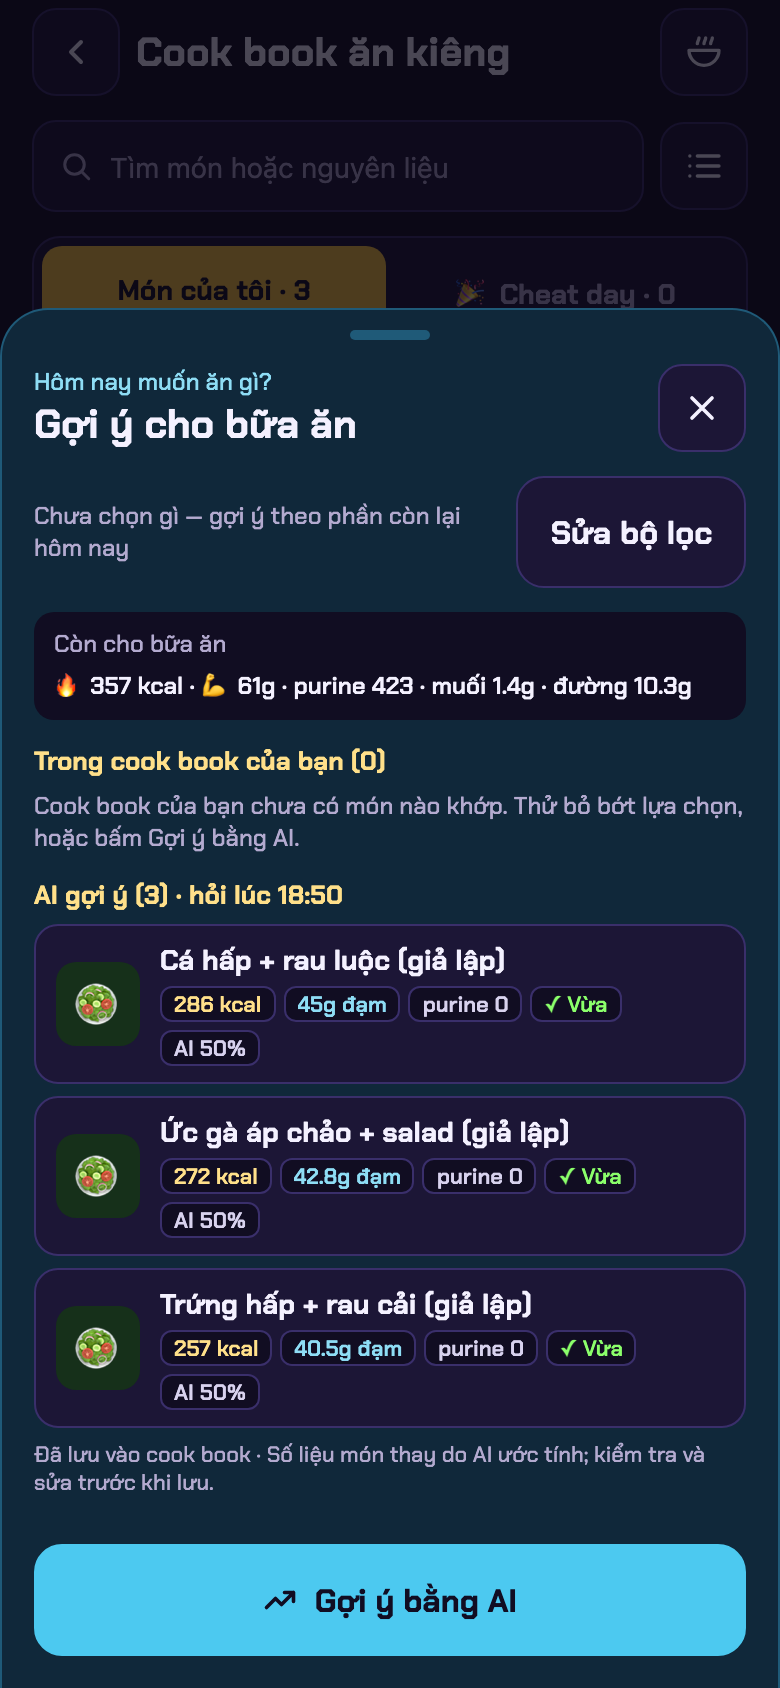 Cook book ăn kiêng
Tìm món hoặc nguyên liệu
Món của tôi · 3
🎉 Cheat day · 0
Hôm nay muốn ăn gì?
Gợi ý cho bữa ăn
Chưa chọn gì — gợi ý theo phần còn lại
hôm nay
Sửa bộ lọc
Còn cho bữa ăn
🔥 357 kcal · 💪 61g · purine 423 · muối 1.4g · đường 10.3g
Trong cook book của bạn (0)
Cook book của bạn chưa có món nào khớp. Thử bỏ bớt lựa chọn,
hoặc bấm Gợi ý bằng AI.
AI gợi ý (3) · hỏi lúc 18:50
Cá hấp + rau luộc (giả lập)
286 kcal 45g đạm purine 0 ✓ Vừa
AI 50%
Ức gà áp chảo + salad (giả lập)
272 kcal 42.8g đạm purine 0 ✓ Vừa
AI 50%
Trứng hấp + rau cải (giả lập)
257 kcal 40.5g đạm purine 0 ✓ Vừa
AI 50%
Đã lưu vào cook book · Số liệu món thay do AI ước tính; kiểm tra và
sửa trước khi lưu.
Gợi ý bằng AI